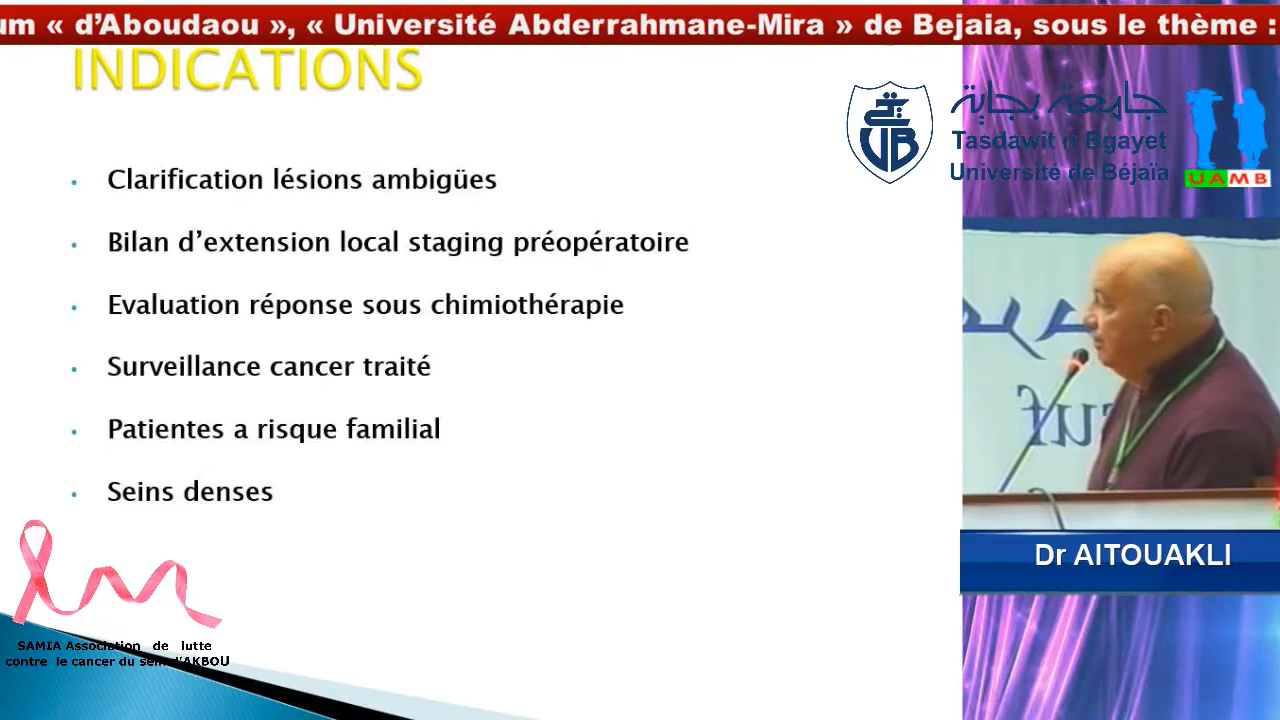 um « d’Aboudaou », « Université Abderrahmane-Mira » de Bejaia, sous le thème :
INDICATIONS
جامعة بجاية
Tasdawit n Bgayet
Université de Béjaïa
UB
UAMB
• Clarification lésions ambigües
• Bilan d’extension local staging préopératoire
• Evaluation réponse sous chimiothérapie
• Surveillance cancer traité
• Patientes a risque familial
• Seins denses
Dr AITOUAKLI
SAMIA Association de lutte
contre le cancer du sein d'AKBOU